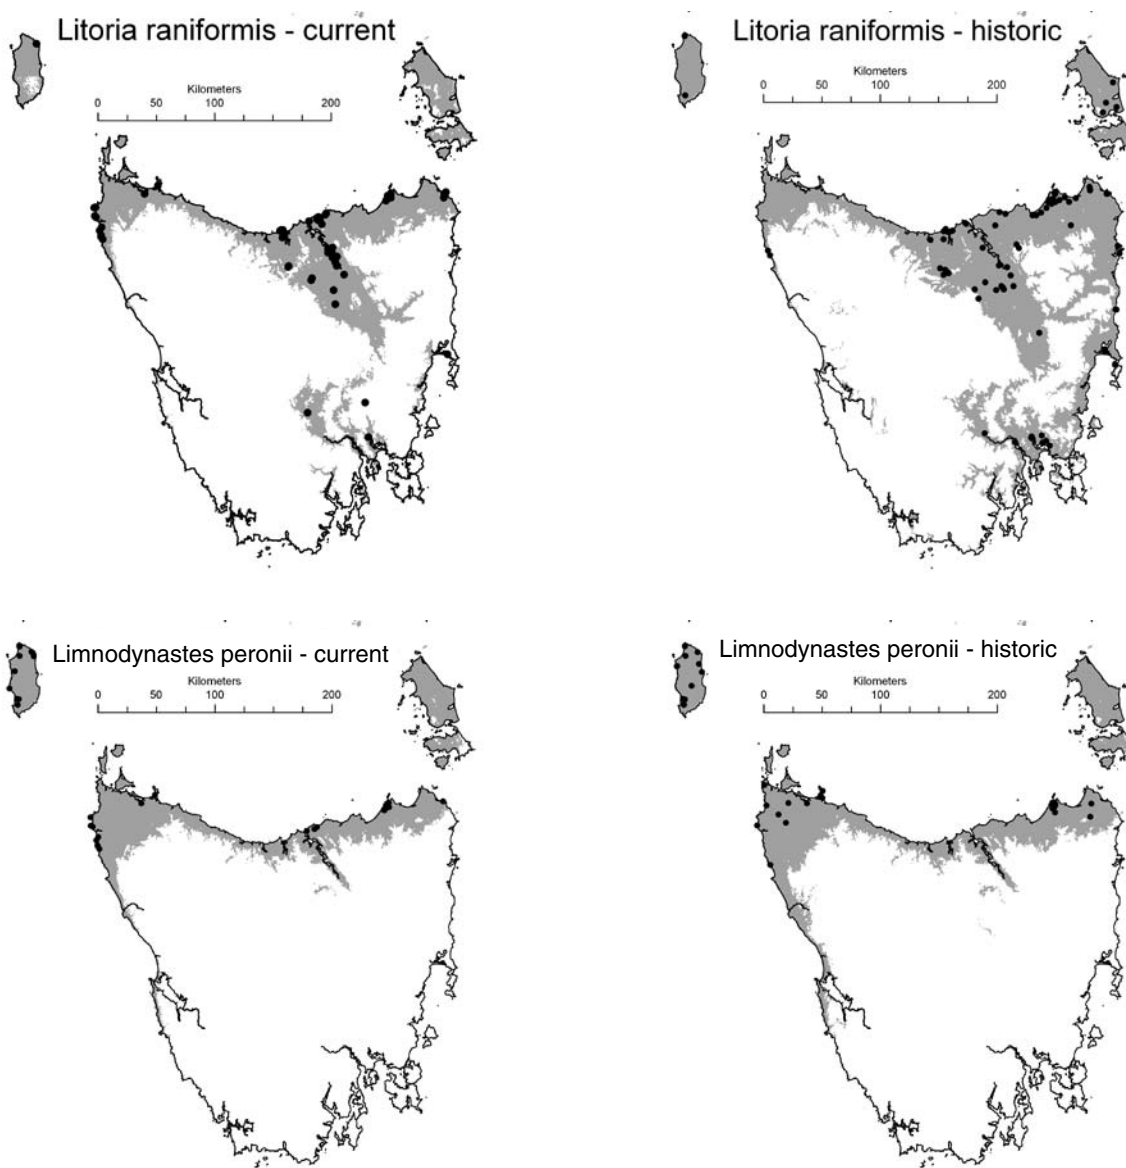 Litoria raniformis - current
Kilometers
0 50 100 200
Litoria raniformis - historic
Kilometers
0 50 100 200
Limnodynastes peronii - current
Kilometers
0 50 100 200
Limnodynastes peronii - historic
Kilometers
0 50 100 200